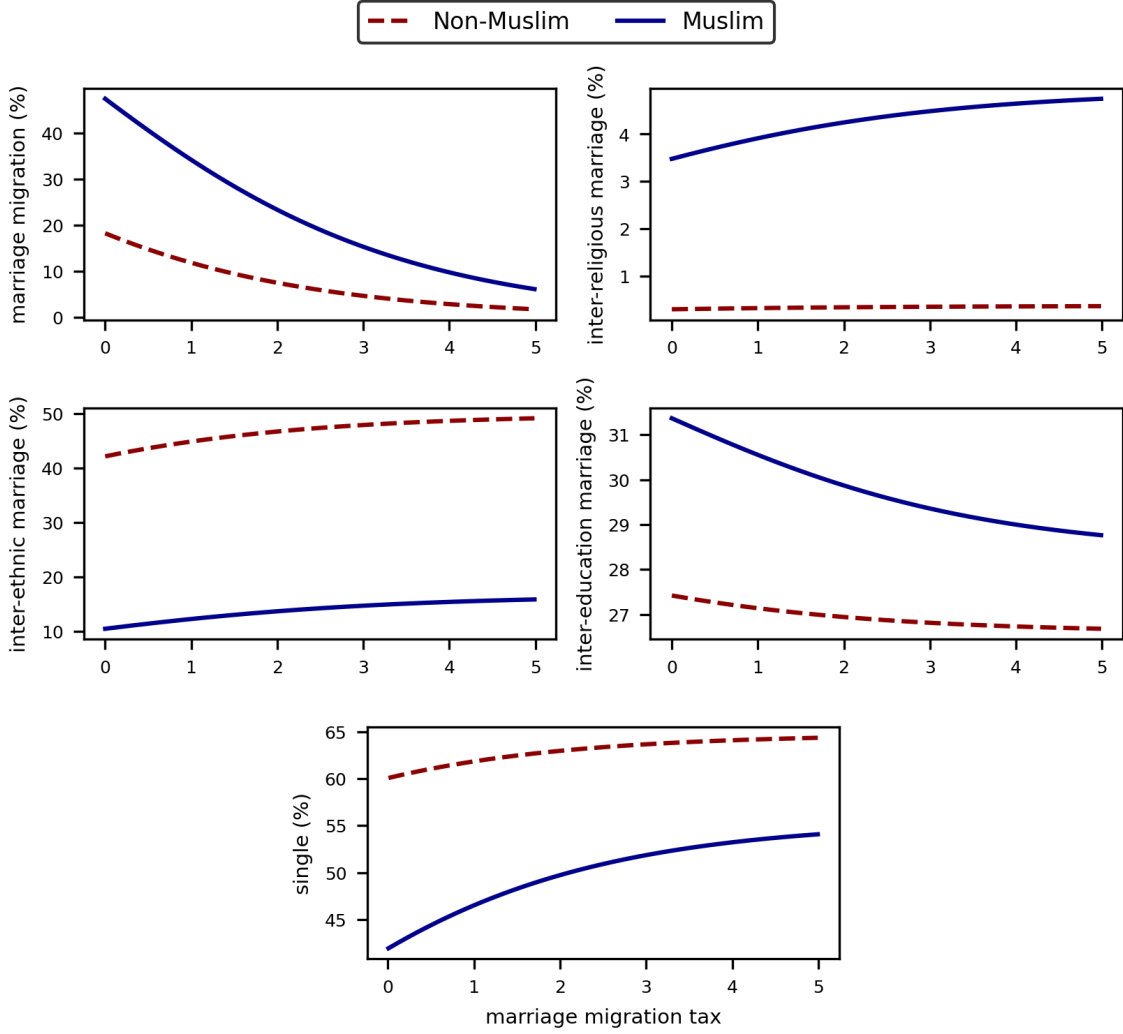 Non-Muslim Muslim
marriage migration (%)
40
30
20
10
0
0 1 2 3 4 5
inter-religious marriage (%)
4
3
2
1
0 1 2 3 4 5
inter-ethnic marriage (%)
50
40
30
20
10
0 1 2 3 4 5
inter-education marriage (%)
31
30
29
28
27
0 1 2 3 4 5
single (%)
65
60
55
50
45
0 1 2 3 4 5
marriage migration tax